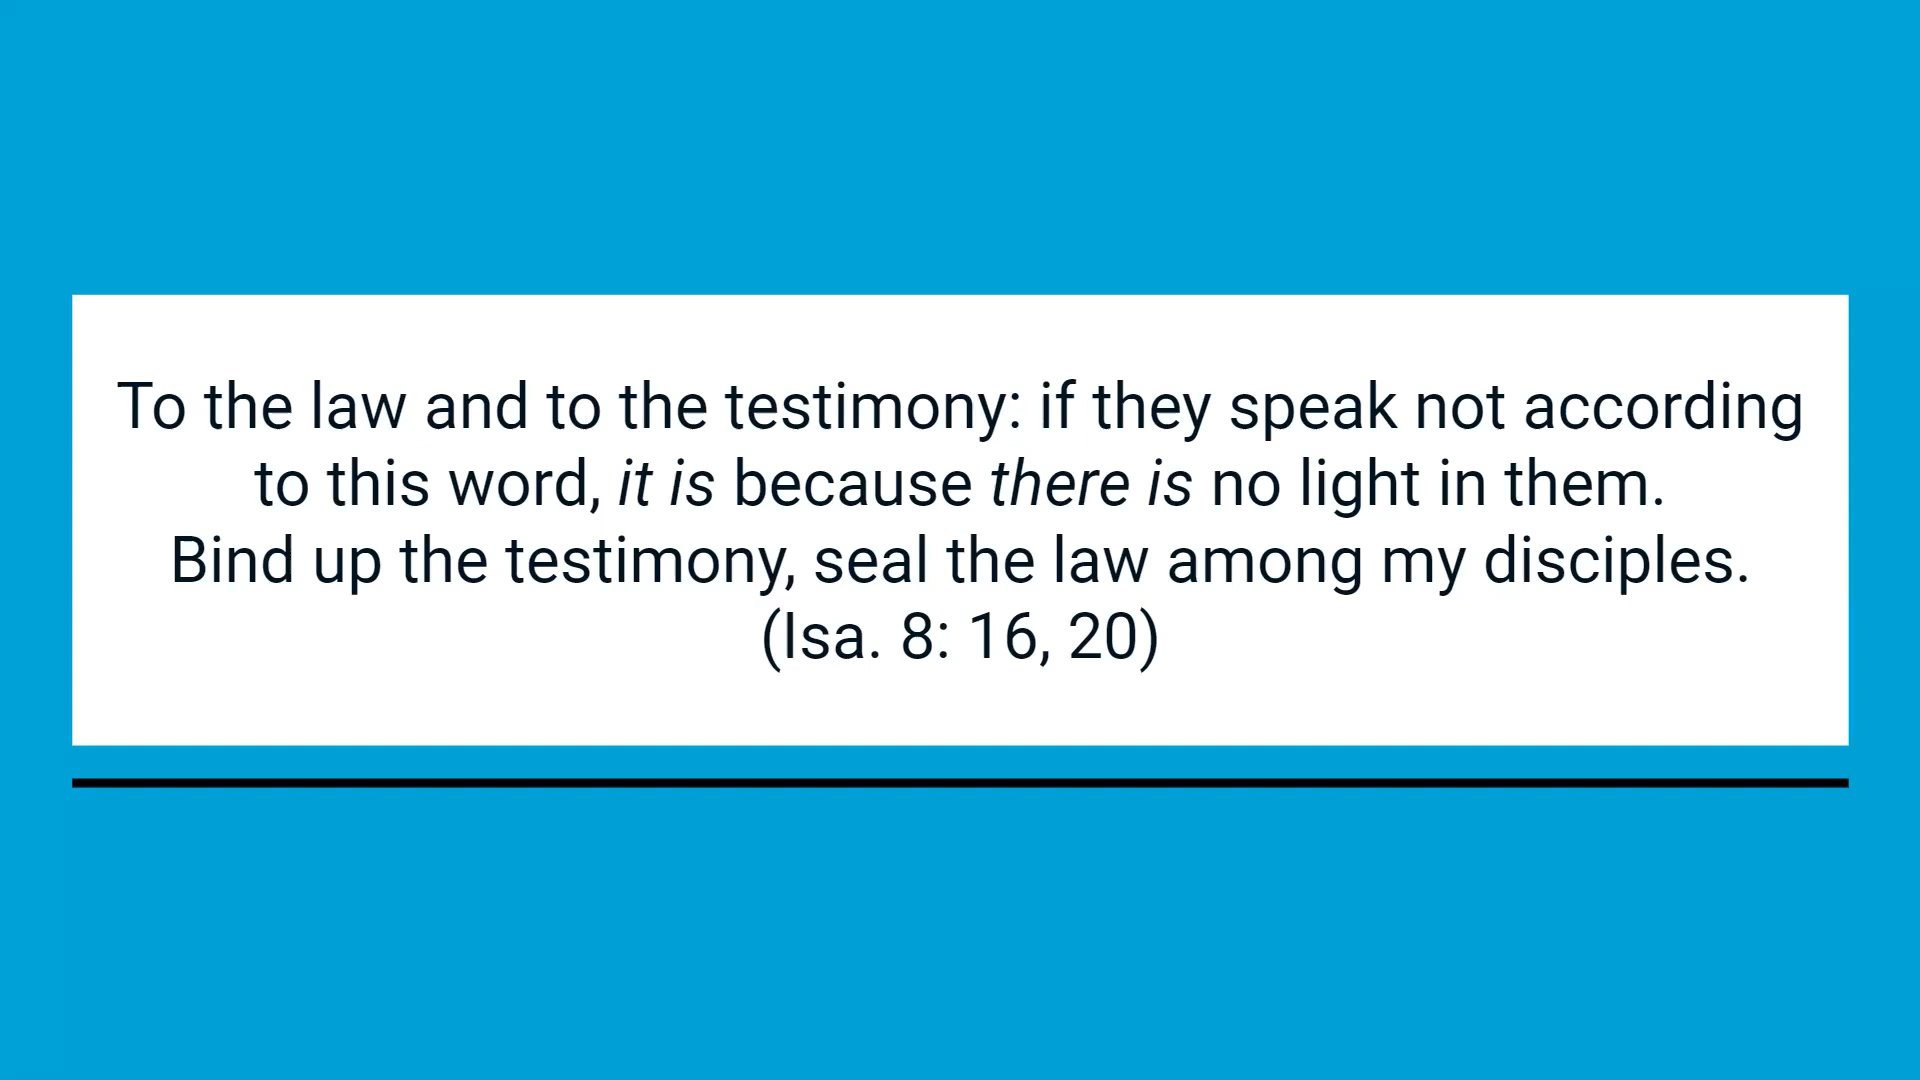 To the law and to the testimony: if they speak not according
to this word, it is because there is no light in them.
Bind up the testimony, seal the law among my disciples.
(Isa. 8: 16, 20)